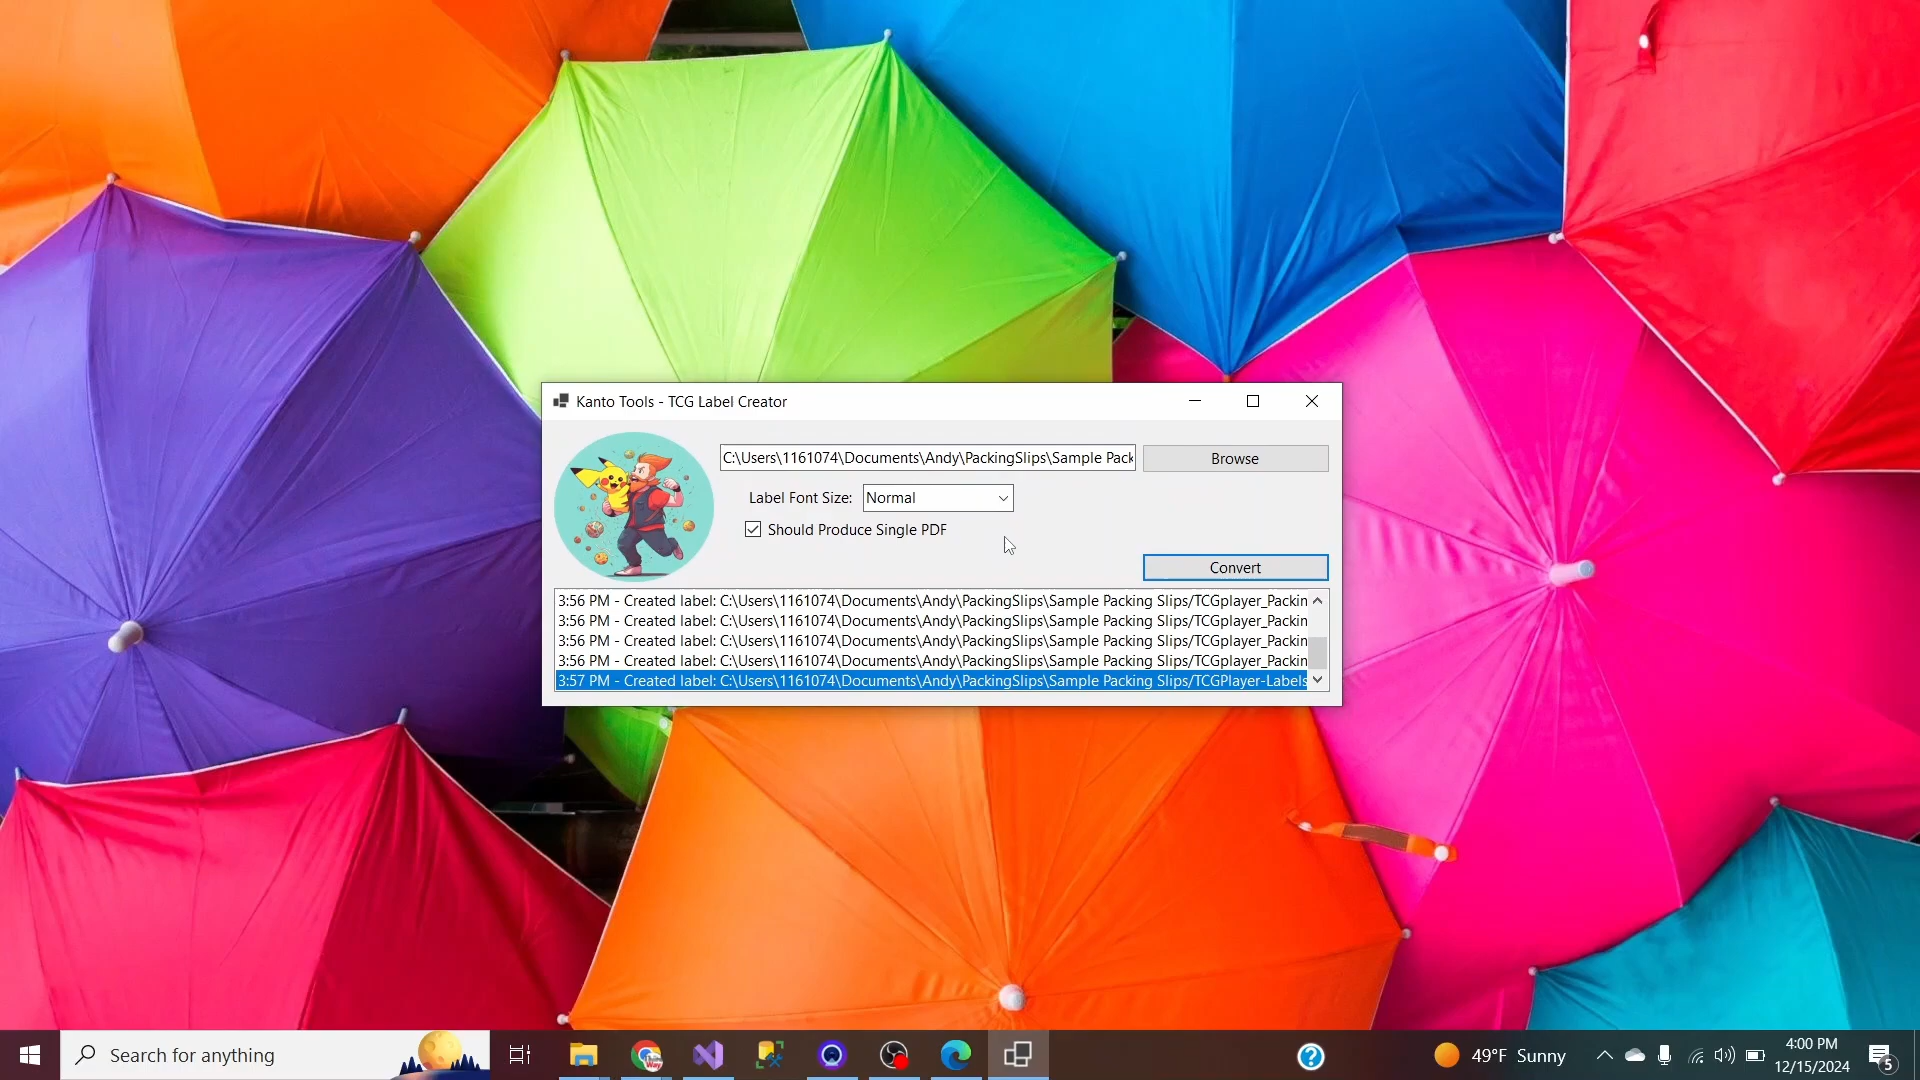 Kanto Tools - TCG Label Creator
C:\Users\1161074\Documents\Andy\PackingSlips\Sample Pack
Browse
Label Font Size: Normal
Should Produce Single PDF
Convert
3:56 PM - Created label: C:\Users\1161074\Documents\Andy\PackingSlips\Sample Packing Slips/TCGplayer_Packin
3:56 PM - Created label: C:\Users\1161074\Documents\Andy\PackingSlips\Sample Packing Slips/TCGplayer_Packin
3:56 PM - Created label: C:\Users\1161074\Documents\Andy\PackingSlips\Sample Packing Slips/TCGplayer_Packin
3:56 PM - Created label: C:\Users\1161074\Documents\Andy\PackingSlips\Sample Packing Slips/TCGplayer_Packin
3:57 PM - Created label: C:\Users\1161074\Documents\Andy\PackingSlips\Sample Packing Slips/TCGPlayer-Labels
Search for anything
49°F Sunny
4:00 PM
12/15/2024
5